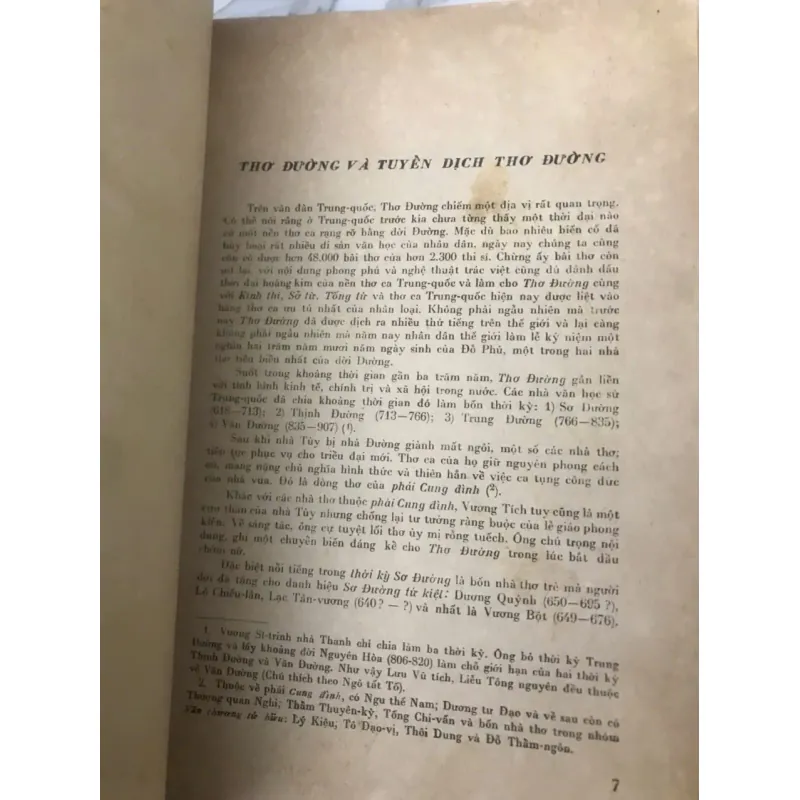 THƠ ĐƯỜNG VÀ TUYỂN DỊCH THƠ ĐƯỜNG
Trên văn đàn Trung-quốc, Thơ Đường chiếm một địa vị rất quan trọng.
Có thể nói rằng ở Trung-quốc trước kia chưa từng thấy một thời đại nào
có một nền thơ ca rạng rỡ bằng đời Đường. Mặc dù bao nhiêu biến cố đã
hủy hoại rất nhiều di sản văn học của nhân dân, ngày nay chúng ta cũng
còn có được hơn 48.000 bài thơ của hơn 2.300 thi sĩ. Chừng ấy bài thơ còn
sót lại, với nội dung phong phú và nghệ thuật trác việt cũng đủ đánh dấu
thời đại hoàng kim của nền thơ ca Trung-quốc và làm cho Thơ Đường cùng
với Kinh thi, Sở từ, Tống từ và thơ ca Trung-quốc hiện nay được liệt vào
hàng thơ ca ưu tú nhất của nhân loại. Không phải ngẫu nhiên mà trước
nay Thơ Đường đã được dịch ra nhiều thứ tiếng trên thế giới và lại càng
không phải ngẫu nhiên mà năm nay nhân dân thế giới làm lễ kỷ niệm một
nghìn hai trăm năm mươi năm ngày sinh của Đỗ Phủ, một trong hai nhà
thơ tiêu biểu nhất của đời Đường.
Suốt trong khoảng thời gian gần ba trăm năm, Thơ Đường gắn liền
với tình hình kinh tế, chính trị và xã hội trong nước. Các nhà văn học sử
Trung-quốc đã chia khoảng thời gian đó làm bốn thời kỳ: 1) Sơ Đường
(618—713); 2) Thịnh Đường (713—766); 3) Trung Đường (766—835);
4) Vãn Đường (835—907) (1).
Sau khi nhà Tùy bị nhà Đường giành mất ngôi, một số các nhà thơ,
tiếp tục phục vụ cho triều đại mới. Thơ ca của họ giữ nguyên phong cách
cũ, mang nặng chủ nghĩa hình thức và thiên hẳn về việc ca tụng công đức
của nhà vua. Đó là dòng thơ của phái Cung đình (2).
Khác với các nhà thơ thuộc phái Cung đình, Vương Tích tuy cũng là một
cựu thần của nhà Tùy nhưng chống lại tư tưởng ràng buộc của lễ giáo phong
kiến. Về sáng tác, ông cự tuyệt lối thơ ủy mị rỗng tuếch. Ông chú trọng nội
dung, ghi một chuyển biến đáng kể cho Thơ Đường trong lúc bắt đầu
chớm nở.
Đặc biệt nổi tiếng trong thời kỳ Sơ Đường là bốn nhà thơ trẻ mà người
đời đã tặng cho danh hiệu Sơ Đường tứ kiệt: Dương Quýnh (650—695 ?),
Lư Chiếu-lân, Lạc Tân-vương (640 ? — ?) và nhất là Vương Bột (649—676).
1. Vương Sĩ-trinh nhà Thanh chỉ chia làm ba thời kỳ. Ông bỏ thời kỳ Trung
Đường và lấy khoảng đời Nguyên Hòa (806-820) làm chỗ giới hạn của hai thời kỳ
Thịnh Đường và Vãn Đường. Như vậy Lưu Vũ tích, Liễu Tông nguyên đều thuộc
về Vãn Đường (Chú thích theo Ngô tất Tố).
2. Thuộc về phái Cung đình, có Ngu thế Nam; Dương tư Đạo và về sau còn có
Thượng quan Nghi; Thẩm Thuyên-kỳ, Tống Chi-vấn và bốn nhà thơ trong nhóm
Văn chương tứ hữu: Lý Kiệu, Tô Đạo-vị, Thôi Dung và Đỗ Thẩm-ngôn.
7